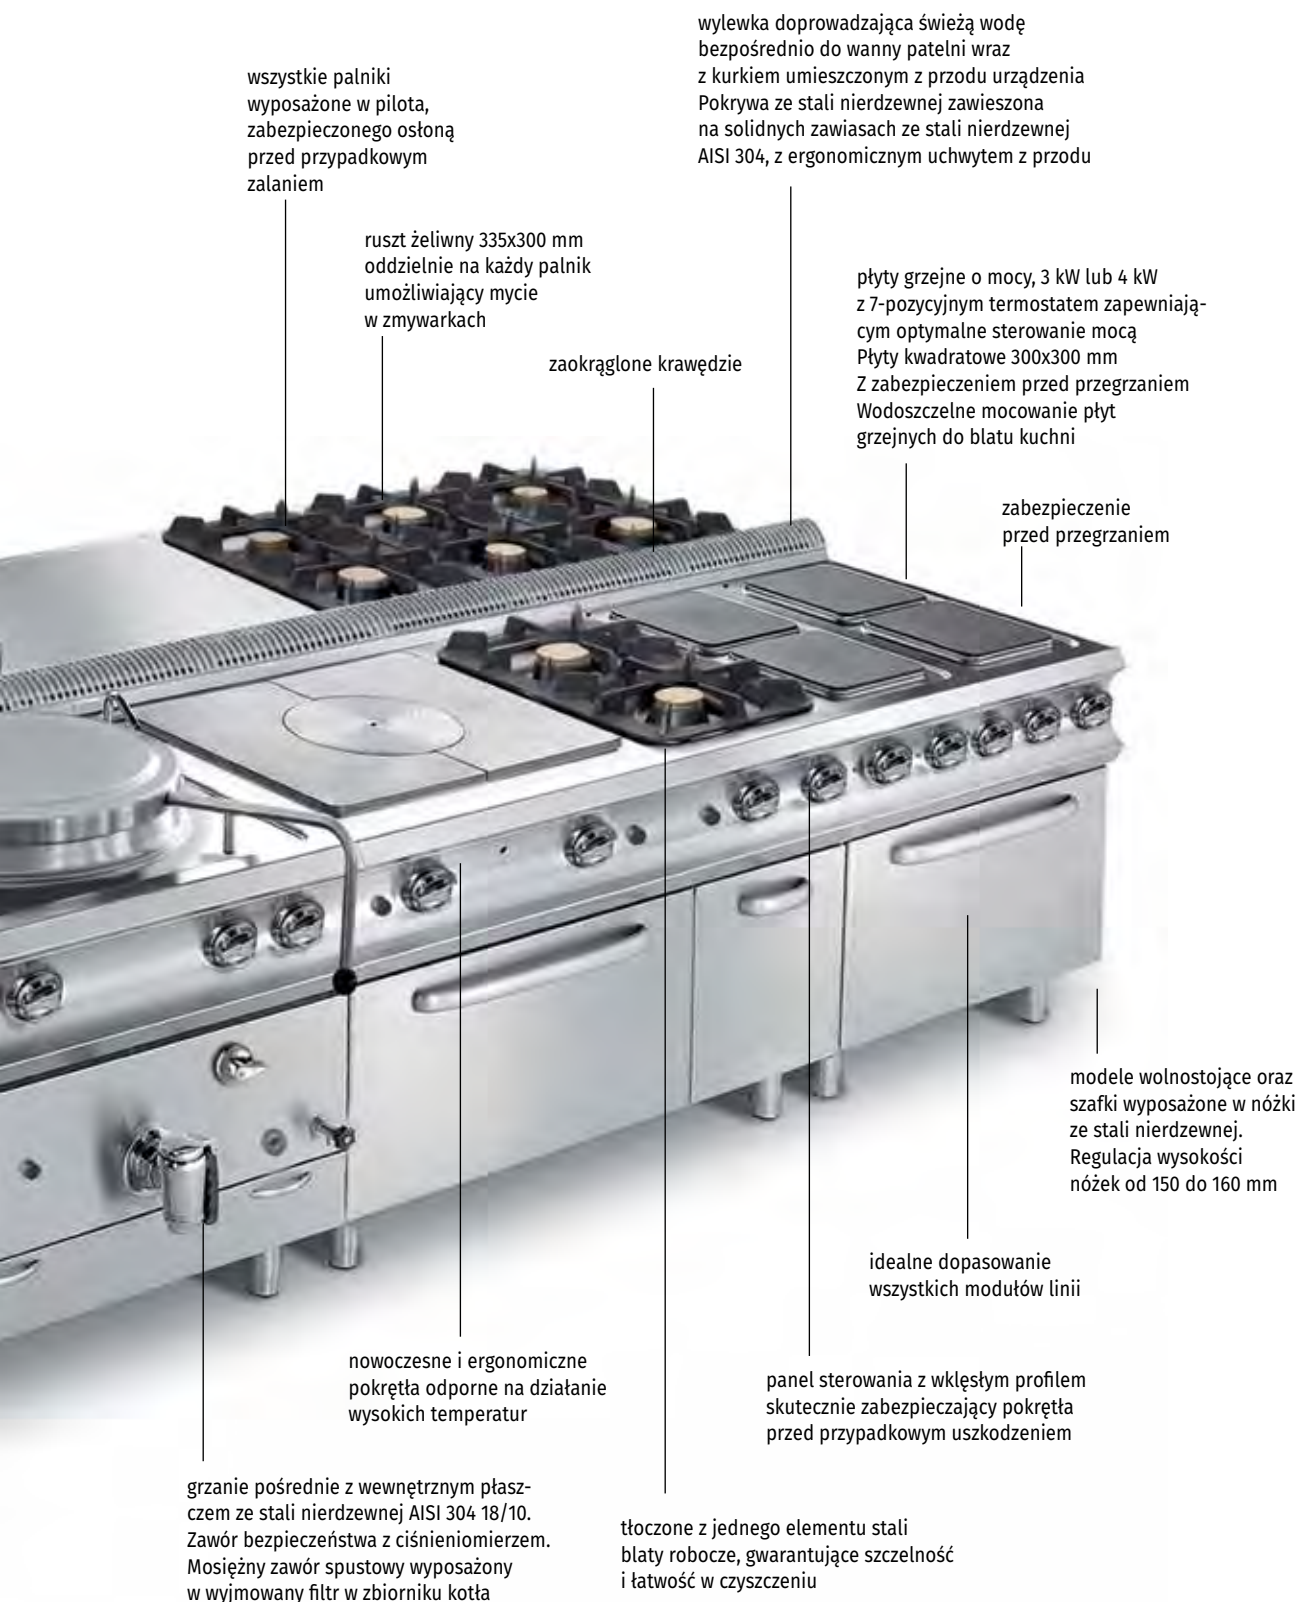 wylewka doprowadzająca świeżą wodę
bezpośrednio do wanny patelni wraz
z kurkiem umieszczonym z przodu urządzenia
Pokrywa ze stali nierdzewnej zawieszona
na solidnych zawiasach ze stali nierdzewnej
AISI 304, z ergonomicznym uchwytem z przodu
wszystkie palniki
wyposażone w pilota,
zabezpieczonego osłoną
przed przypadkowym
zalaniem
ruszt żeliwny 335x300 mm
oddzielnie na każdy palnik
umożliwiający mycie
w zmywarkach
płyty grzejne o mocy, 3 kW lub 4 kW
z 7-pozycyjnym termostatem zapewniają-
cym optymalne sterowanie mocą
Płyty kwadratowe 300x300 mm
Z zabezpieczeniem przed przegrzaniem
Wodoszczelne mocowanie płyt
grzejnych do blatu kuchni
zaokrąglone krawędzie
zabezpieczenie
przed przegrzaniem
modele wolnostojące oraz
szafki wyposażone w nóżki
ze stali nierdzewnej.
Regulacja wysokości
nóżek od 150 do 160 mm
idealne dopasowanie
wszystkich modułów linii
nowoczesne i ergonomiczne
pokrętła odporne na działanie
wysokich temperatur
panel sterowania z wklęsłym profilem
skutecznie zabezpieczający pokrętła
przed przypadkowym uszkodzeniem
grzanie pośrednie z wewnętrznym płasz-
czem ze stali nierdzewnej AISI 304 18/10.
Zawór bezpieczeństwa z ciśnieniomierzem.
Mosiężny zawór spustowy wyposażony
w wyjmowany filtr w zbiorniku kotła
tłoczone z jednego elementu stali
blaty robocze, gwarantujące szczelność
i łatwość w czyszczeniu